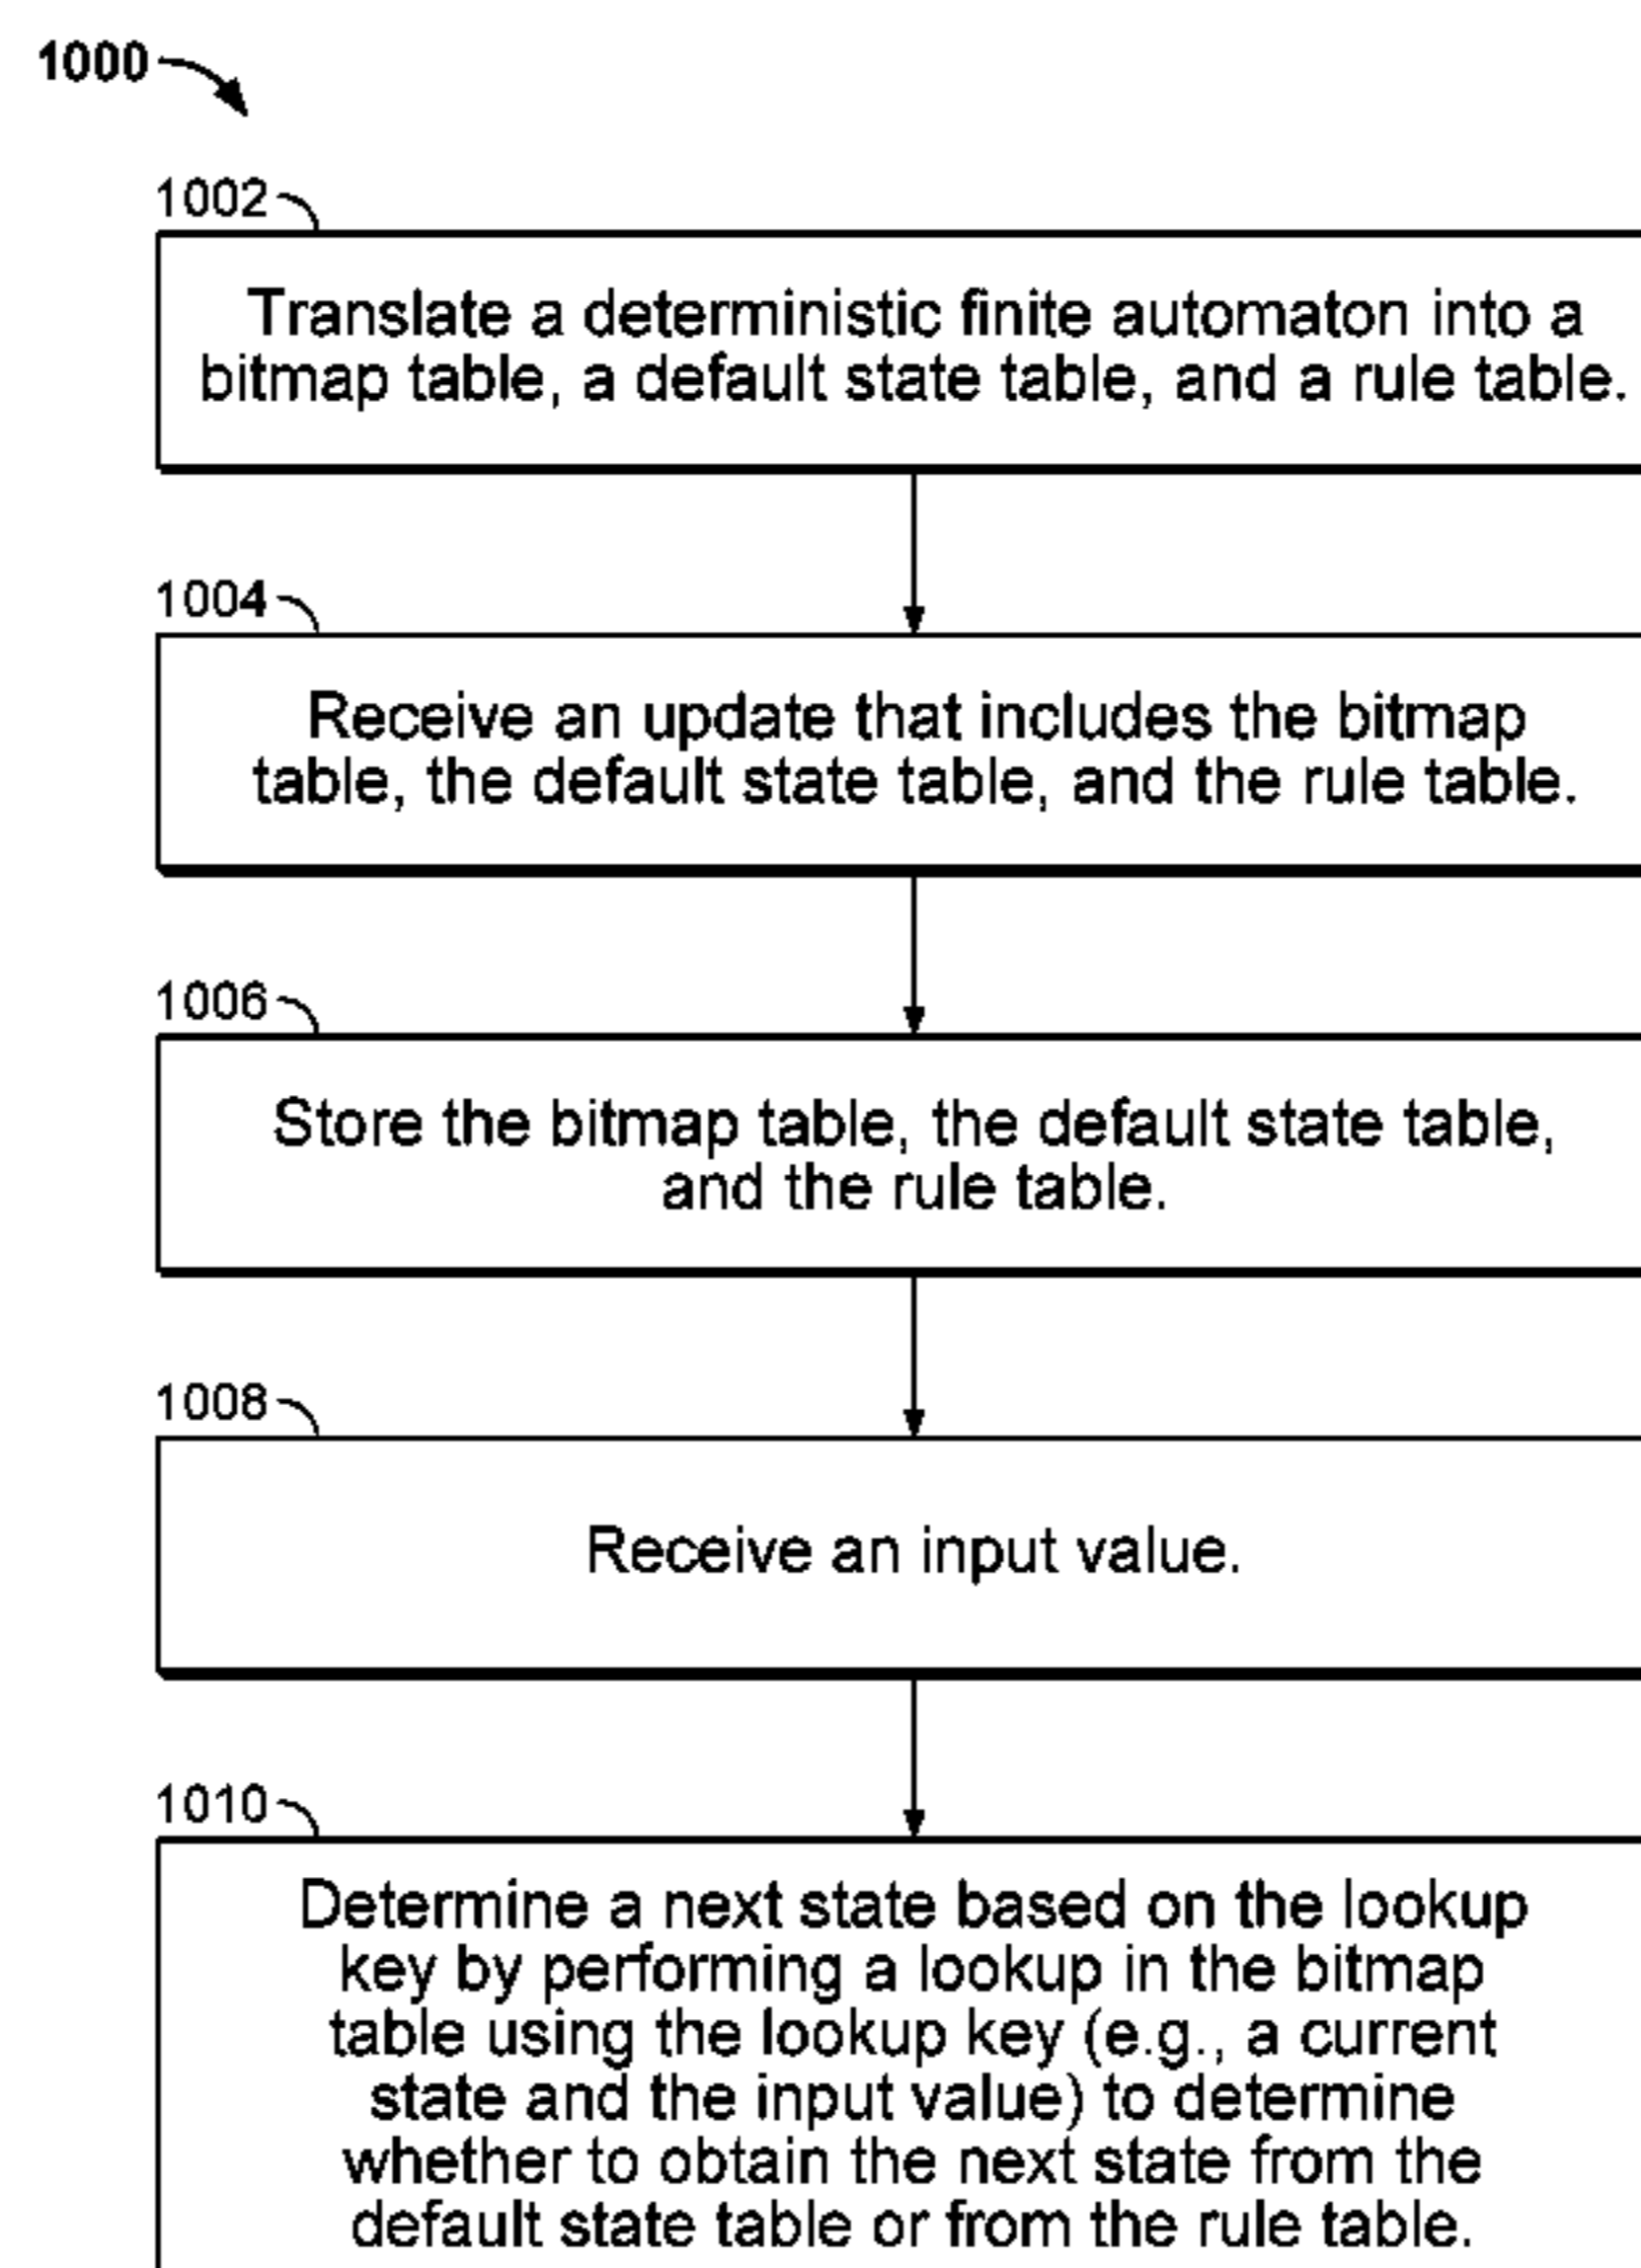 1000
1002
Translate a deterministic finite automaton into a
bitmap table, a default state table, and a rule table.
1004
Receive an update that includes the bitmap
table, the default state table, and the rule table.
1006
Store the bitmap table, the default state table,
and the rule table.
1008
Receive an input value.
1010
Determine a next state based on the lookup
key by performing a lookup in the bitmap
table using the lookup key (e.g., a current
state and the input value) to determine
whether to obtain the next state from the
default state table or from the rule table.